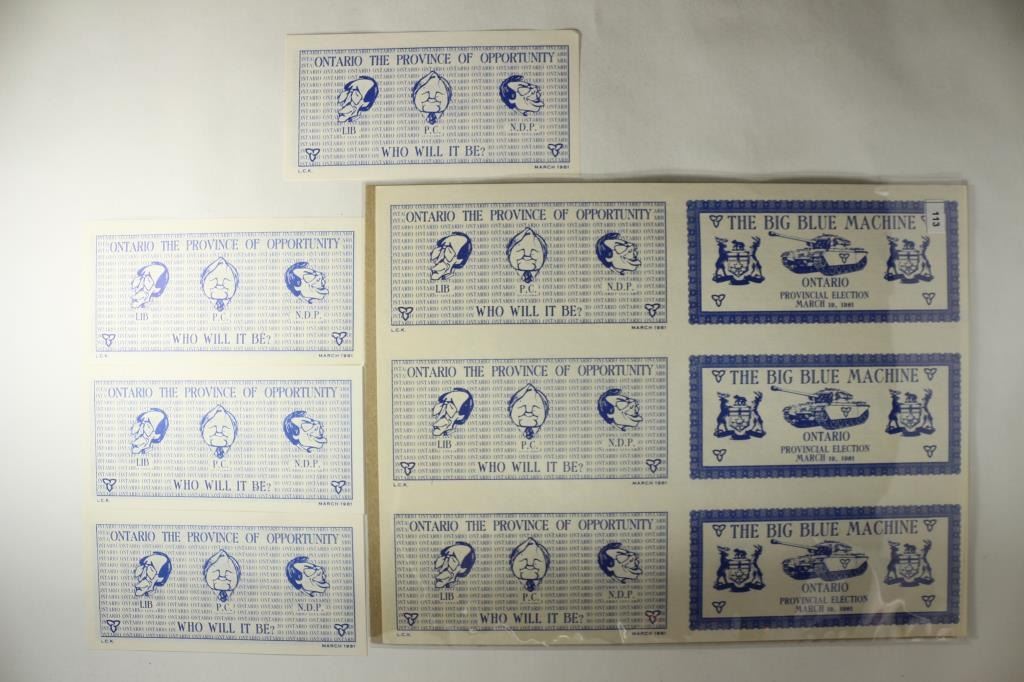 ONTARIO THE PROVINCE OF OPPORTUNITY
LIB
P.C.
N.D.P.
WHO WILL IT BE?
L.C.K.
MARCH 1981
ONTARIO THE PROVINCE OF OPPORTUNITY
LIB
P.C.
N.D.P.
WHO WILL IT BE?
L.C.K.
MARCH 1981
ONTARIO THE PROVINCE OF OPPORTUNITY
LIB
P.C.
N.D.P.
WHO WILL IT BE?
L.C.K.
MARCH 1981
ONTARIO THE PROVINCE OF OPPORTUNITY
LIB
P.C.
N.D.P.
WHO WILL IT BE?
L.C.K.
MARCH 1981
ONTARIO THE PROVINCE OF OPPORTUNITY
LIB
P.C.
N.D.P.
WHO WILL IT BE?
L.C.K.
MARCH 1981
THE BIG BLUE MACHINE
113
ONTARIO
PROVINCIAL ELECTION
MARCH 19, 1981
ONTARIO THE PROVINCE OF OPPORTUNITY
LIB
P.C.
N.D.P.
WHO WILL IT BE?
L.C.K.
MARCH 1981
THE BIG BLUE MACHINE
ONTARIO
PROVINCIAL ELECTION
MARCH 19, 1981
ONTARIO THE PROVINCE OF OPPORTUNITY
LIB
P.C.
N.D.P.
WHO WILL IT BE?
L.C.K.
MARCH 1981
THE BIG BLUE MACHINE
ONTARIO
PROVINCIAL ELECTION
MARCH 19, 1981